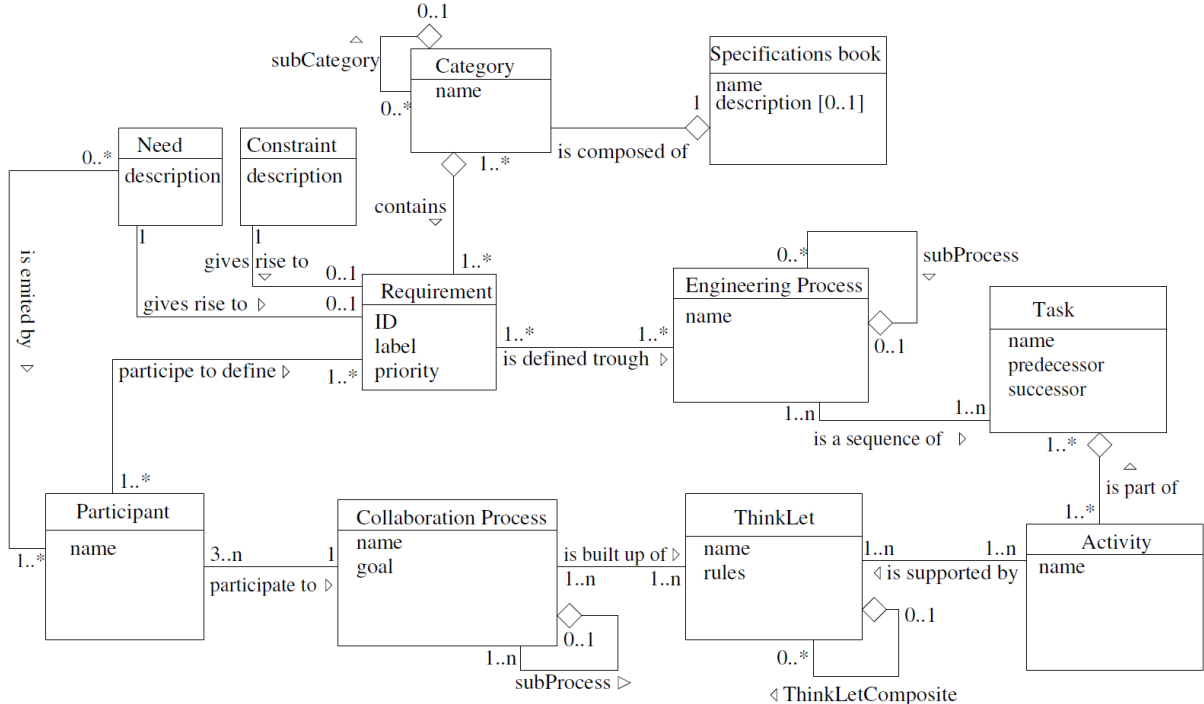 0..1
subCategory
Category
name
0..*
1..*
Specifications book
name
description [0..1]
1
is composed of
Need
description
0..*
1
Constraint
description
1
contains
1..*
gives rise to
0..1
gives rise to
0..1
is emited by
Requirement
ID
label
priority
1..*
is defined trough
1..*
participe to define
1..*
1..*
Engineering Process
name
0..*
subProcess
0..1
1..n
is a sequence of
1..n
Task
name
predecessor
successor
1..*
is part of
1..*
Participant
name
1..*
3..n
participate to
1
Collaboration Process
name
goal
is built up of
1..n
1..n
0..1
1..n
subProcess
ThinkLet
name
rules
1..n
is supported by
1..n
0..1
0..*
ThinkLetComposite
Activity
name